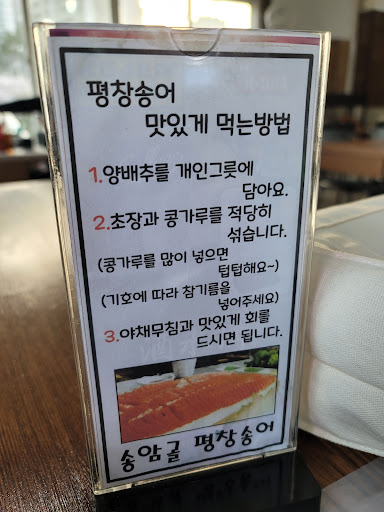 평창송어
맛있게 먹는방법
1.양배추를 개인그릇에
담아요.
2.초장과 콩가루를 적당히
섞습니다.
(콩가루를 많이 넣으면
텁텁해요~)
(기호에 따라 참기름을
넣어주세요)
3.야채무침과 맛있게 회를
드시면 됩니다.
송암골 평창송어